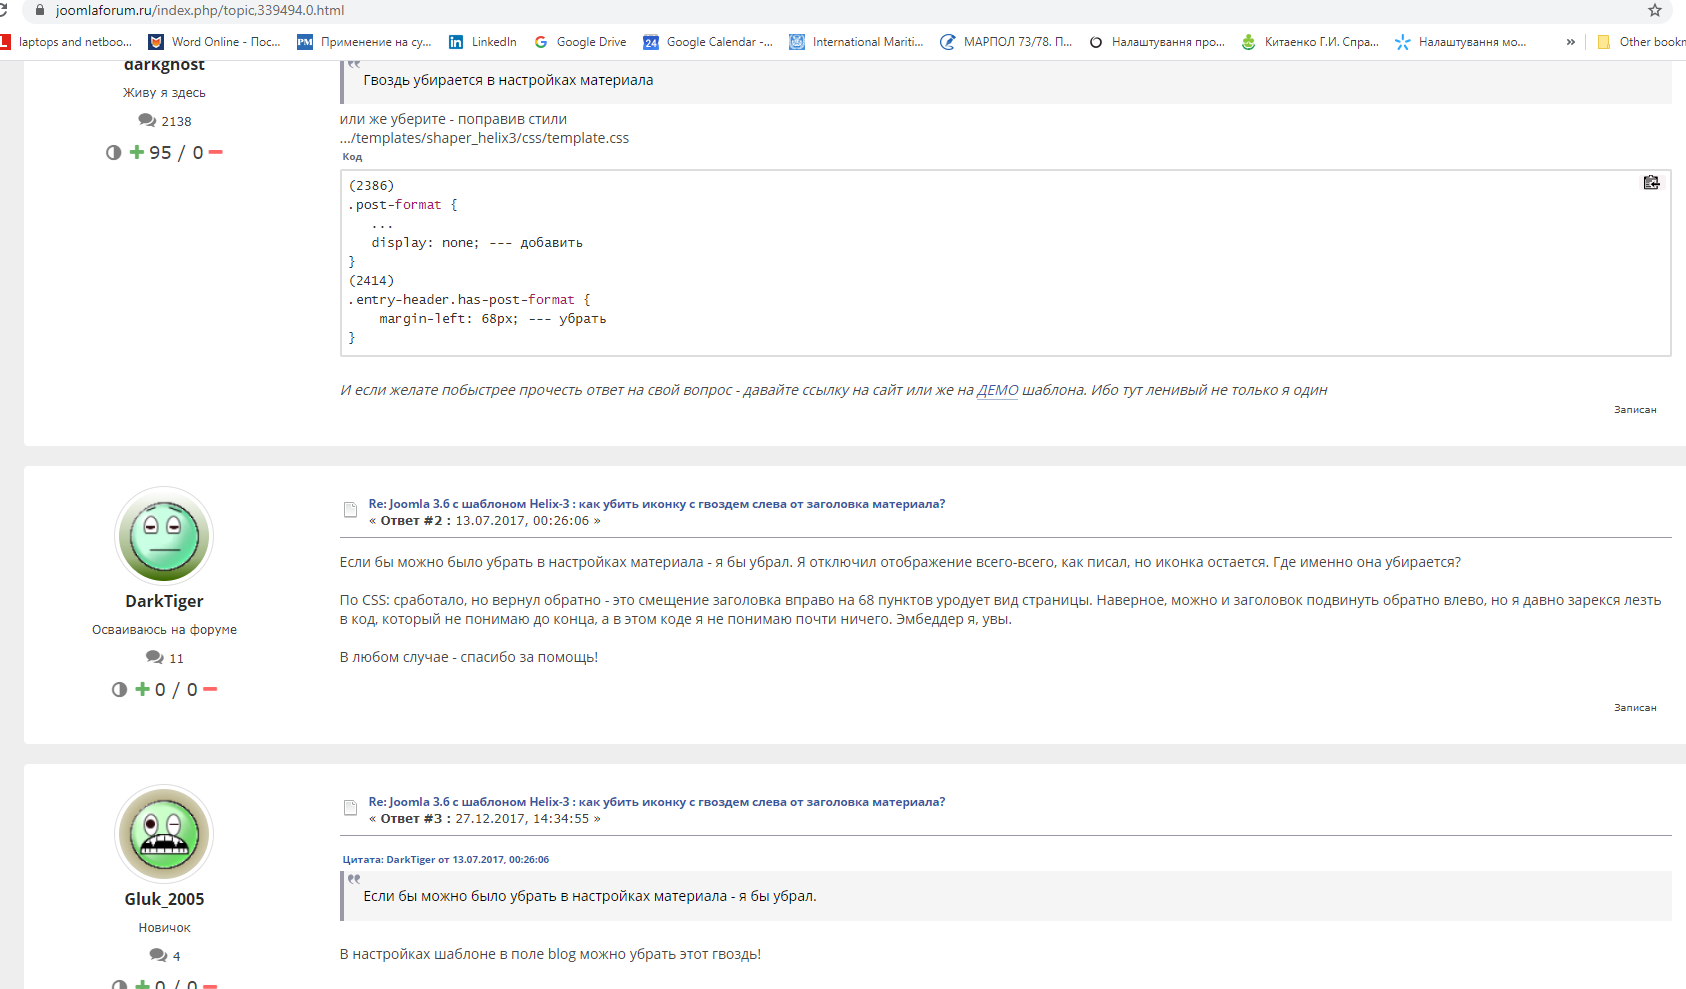 joomlaforum.ru/index.php/topic,339494.0.html
laptops and netboo... Word Online - Пос... Применение на су... LinkedIn Google Drive Google Calendar -... International Mariti... МАРПОЛ 73/78. П... Налаштування про... Китаенко Г.И. Спра... Налаштування мо... » Other bookm
darkghost
Живу я здесь
2138
95 / 0
Гвоздь убирается в настройках материала
или же уберите - поправив стили
.../templates/shaper_helix3/css/template.css
Код
(2386)
.post-format {
...
display: none; --- добавить
}
(2414)
.entry-header.has-post-format {
margin-left: 68px; --- убрать
}
И если желате побыстрее прочесть ответ на свой вопрос - давайте ссылку на сайт или же на ДЕМО шаблона. Ибо тут ленивый не только я один
Записан
DarkTiger
Осваиваюсь на форуме
11
0 / 0
Re: Joomla 3.6 с шаблоном Helix-3 : как убить иконку с гвоздем слева от заголовка материала?
« Ответ #2 : 13.07.2017, 00:26:06 »
Если бы можно было убрать в настройках материала - я бы убрал. Я отключил отображение всего-всего, как писал, но иконка остается. Где именно она убирается?
По CSS: сработало, но вернул обратно - это смещение заголовка вправо на 68 пунктов уродует вид страницы. Наверное, можно и заголовок подвинуть обратно влево, но я давно зарекся лезть
в код, который не понимаю до конца, а в этом коде я не понимаю почти ничего. Эмбеддер я, увы.
В любом случае - спасибо за помощь!
Записан
Gluk_2005
Новичок
4
0 / 0
Re: Joomla 3.6 с шаблоном Helix-3 : как убить иконку с гвоздем слева от заголовка материала?
« Ответ #3 : 27.12.2017, 14:34:55 »
Цитата: DarkTiger от 13.07.2017, 00:26:06
Если бы можно было убрать в настройках материала - я бы убрал.
В настройках шаблоне в поле blog можно убрать этот гвоздь!